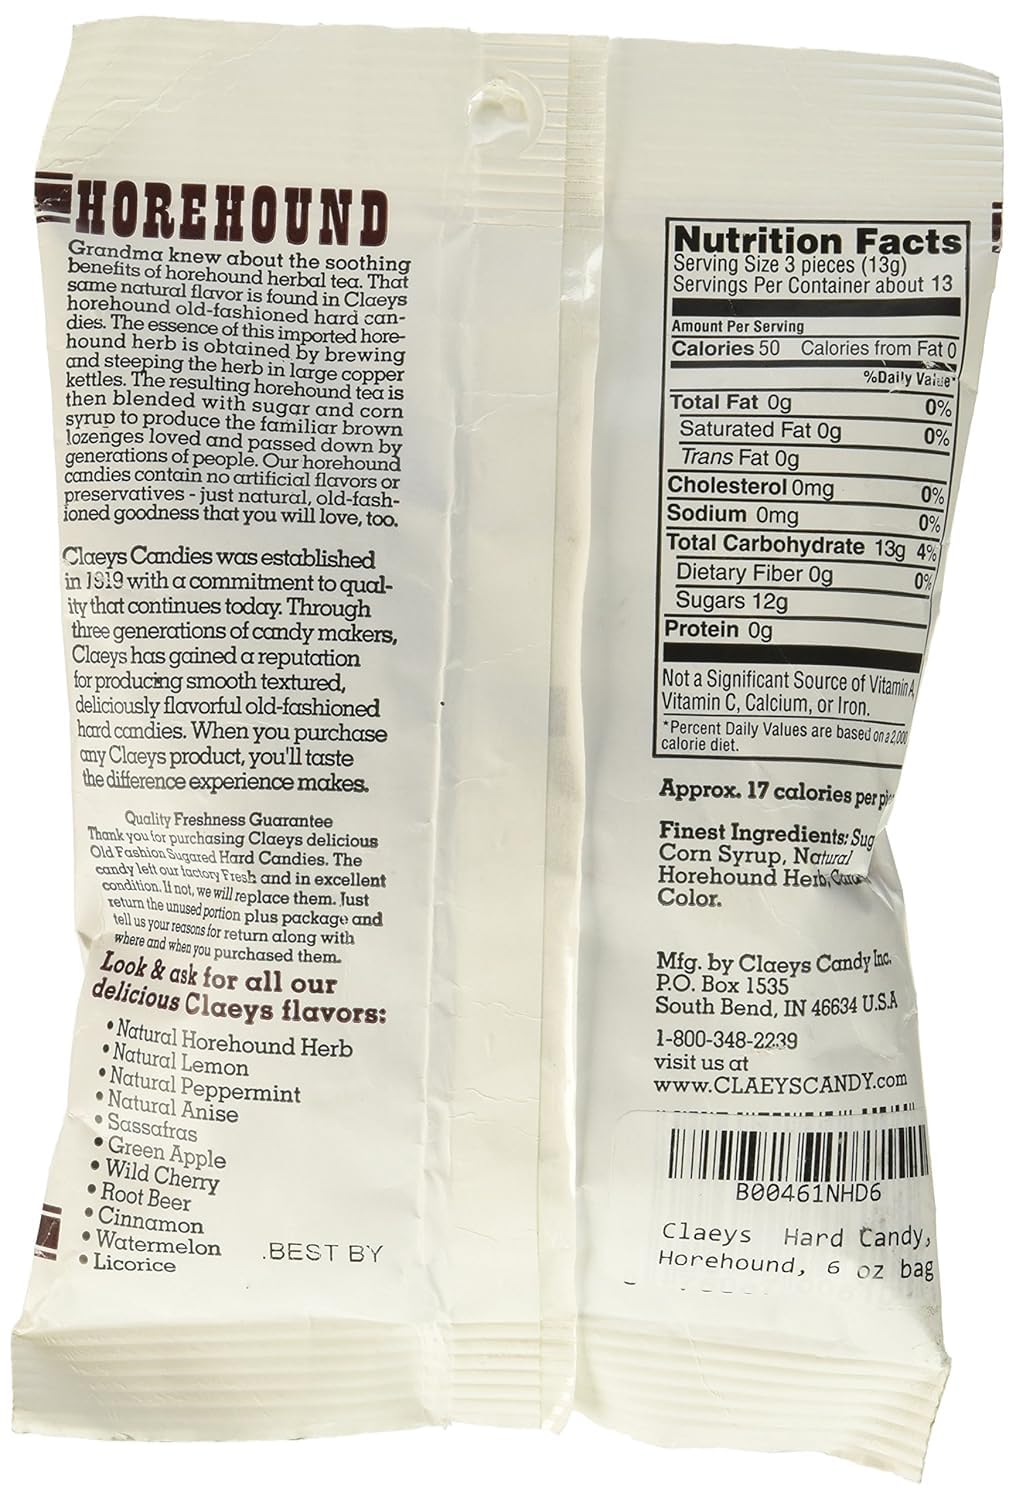 HOREHOUND
Grandma knew about the soothing
benefits of horehound herbal tea. That
same natural flavor is found in Claeys
horehound old-fashioned hard can-
dies. The essence of this imported hore-
hound herb is obtained by brewing
and steeping the herb in large copper
kettles. The resulting horehound tea is
then blended with sugar and corn
syrup to produce the familiar brown
lozenges loved and passed down by
generations of people. Our horehound
candies contain no artificial flavors or
preservatives - just natural, old-fash-
ioned goodness that you will love, too.
Claeys Candies was established
in 1919 with a commitment to qual-
ity that continues today. Through
three generations of candy makers,
Claeys has gained a reputation
for producing smooth textured,
deliciously flavorful old-fashioned
hard candies. When you purchase
any Claeys product, you'll taste
the difference experience makes.
Quality Freshness Guarantee
Thank you for purchasing Claeys delicious
Old Fashion Sugared Hard Candies. The
candy left our factory Fresh and in excellent
condition. If not, we will replace them. Just
return the unused portion plus package and
tell us your reasons for return along with
where and when you purchased them.
Look & ask for all our
delicious Claeys flavors:
• Natural Horehound Herb
• Natural Lemon
• Natural Peppermint
• Natural Anise
• Sassafras
• Green Apple
• Wild Cherry
• Root Beer
• Cinnamon
• Watermelon
• Licorice
.BEST BY
Nutrition Facts
Serving Size 3 pieces (13g)
Servings Per Container about 13
Amount Per Serving
Calories 50 Calories from Fat 0
%Daily Value*
Total Fat 0g 0%
Saturated Fat 0g 0%
Trans Fat 0g
Cholesterol 0mg 0%
Sodium 0mg 0%
Total Carbohydrate 13g 4%
Dietary Fiber 0g 0%
Sugars 12g
Protein 0g
Not a Significant Source of Vitamin A,
Vitamin C, Calcium, or Iron.
*Percent Daily Values are based on a 2,000
calorie diet.
Approx. 17 calories per
Finest Ingredients:
Corn Syrup, Natural
Horehound Herb,
Color.
Mfg. by Claeys Candy Inc.
P.O. Box 1535
South Bend, IN 46634 U.S.A
1-800-348-2239
visit us at
www.CLAEYSCANDY.com
B00461NHD6
Claeys Hard Candy,
Horehound, 6 oz bag